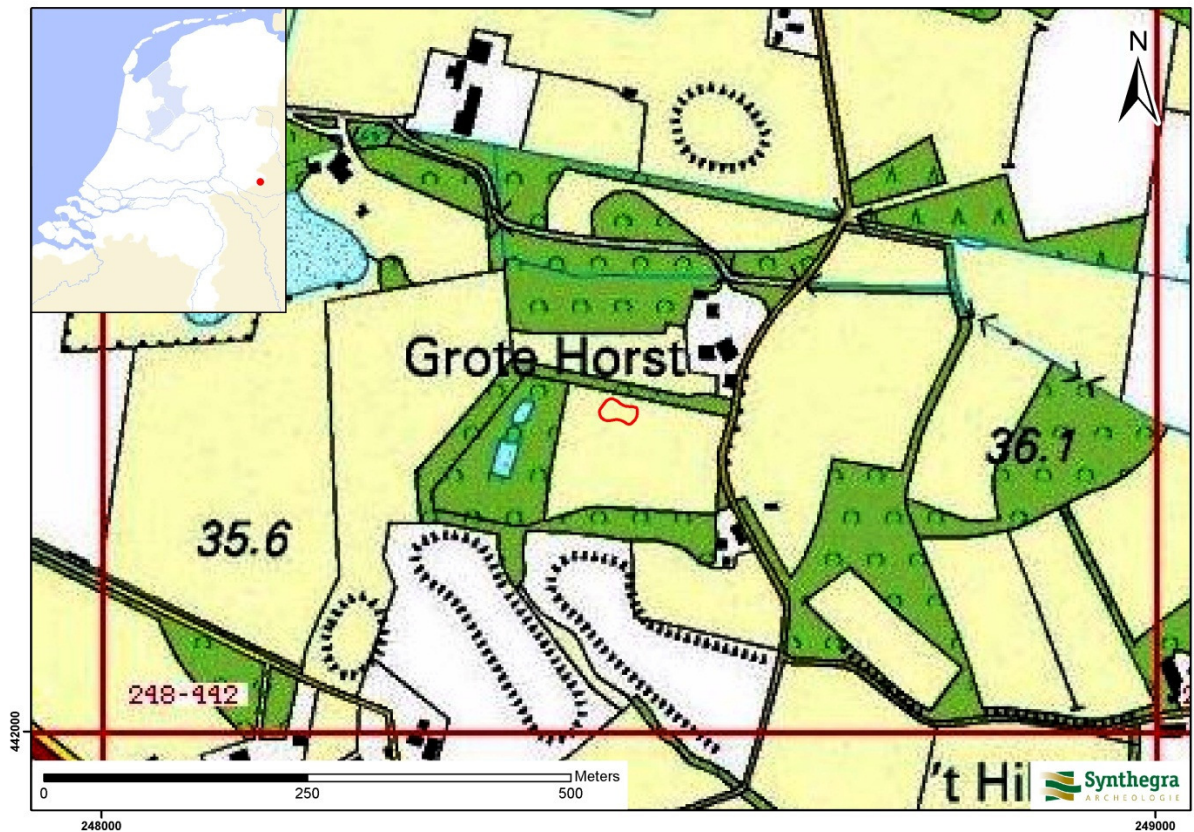 N
Grote Horst
36.1
35.6
248-442
442000
Meters
0 250 500
't Hi
Synthegra
ARCHEOLOGIE
248000 249000